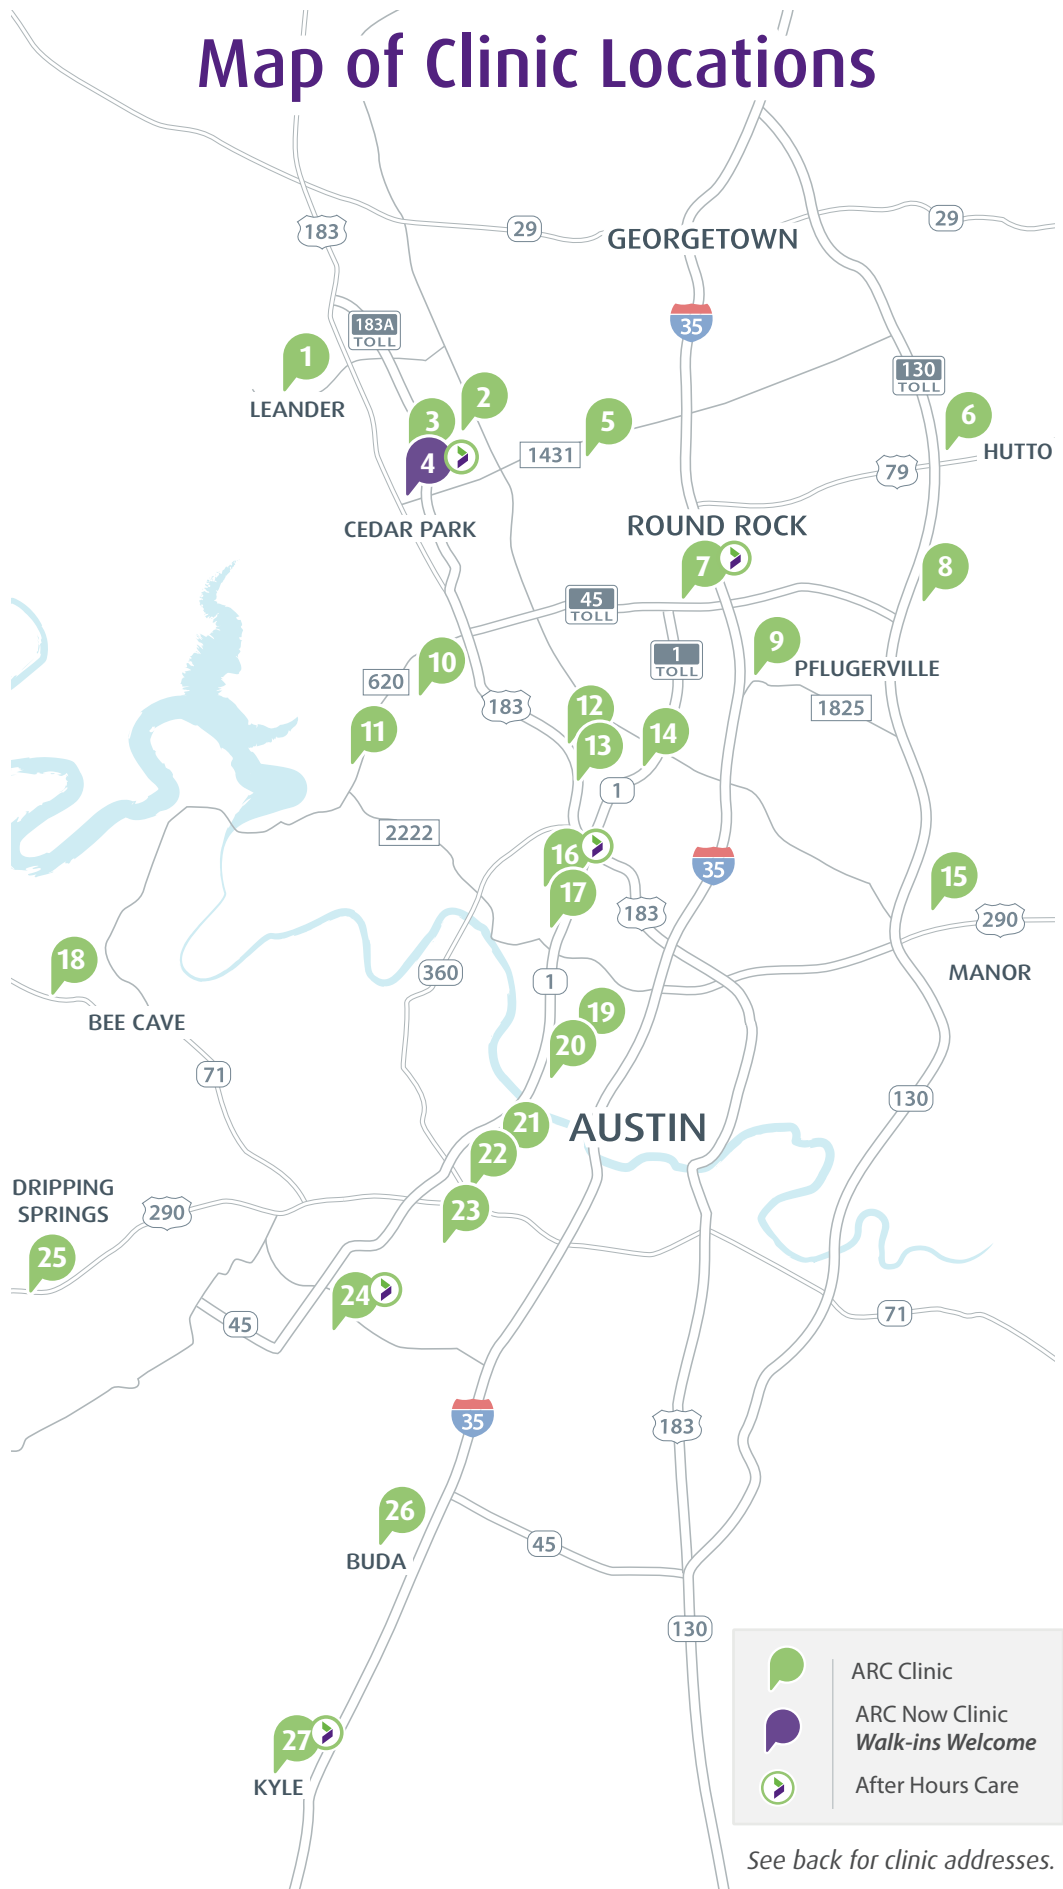 Map of Clinic Locations
183
29
29
GEORGETOWN
183A
TOLL
35
1
LEANDER
130
TOLL
2
3
5
6
4
1431
HUTTO
79
CEDAR PARK
ROUND ROCK
7
8
45
TOLL
9
10
1
TOLL
PFLUGERVILLE
620
183
12
1825
11
13
14
1
2222
16
35
15
17
183
290
18
360
1
MANOR
19
BEE CAVE
20
71
130
21
AUSTIN
22
DRIPPING
SPRINGS
290
23
25
24
45
71
35
183
26
45
BUDA
130
ARC Clinic
ARC Now Clinic
Walk-ins Welcome
After Hours Care
27
KYLE
See back for clinic addresses.